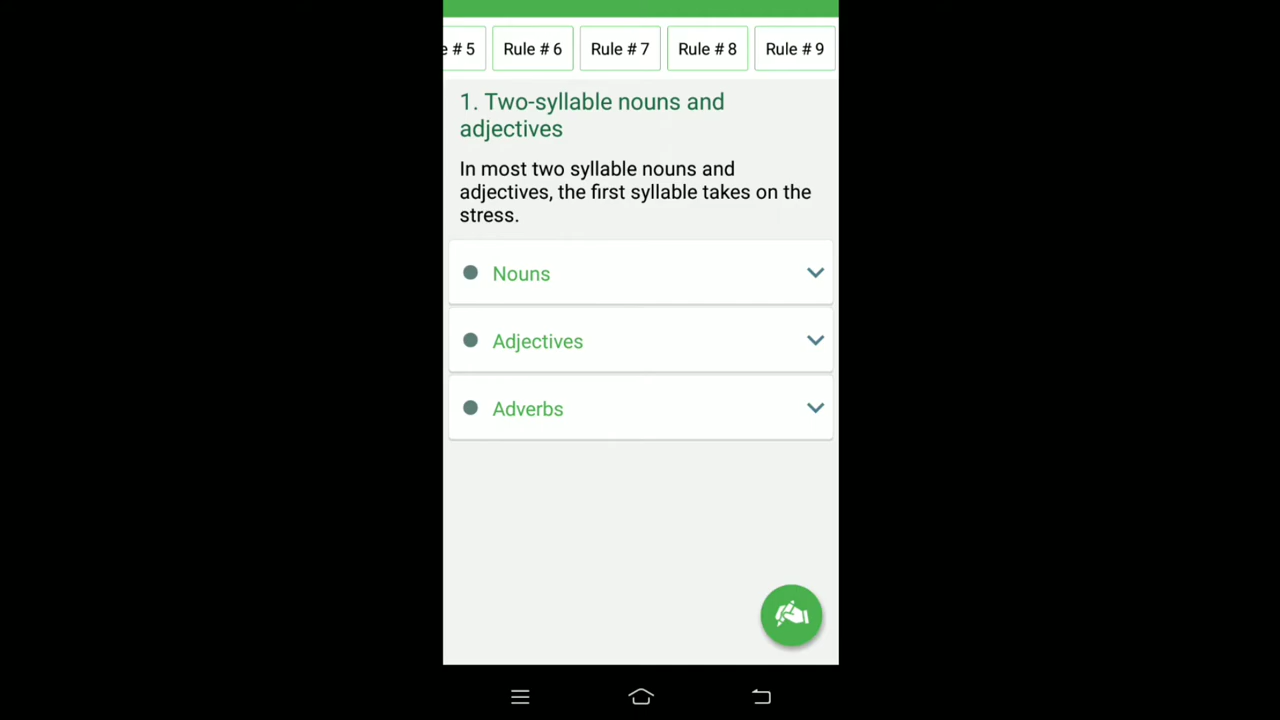 e # 5 Rule # 6 Rule # 7 Rule # 8 Rule # 9
1. Two-syllable nouns and
adjectives
In most two syllable nouns and
adjectives, the first syllable takes on the
stress.
Nouns
Adjectives
Adverbs